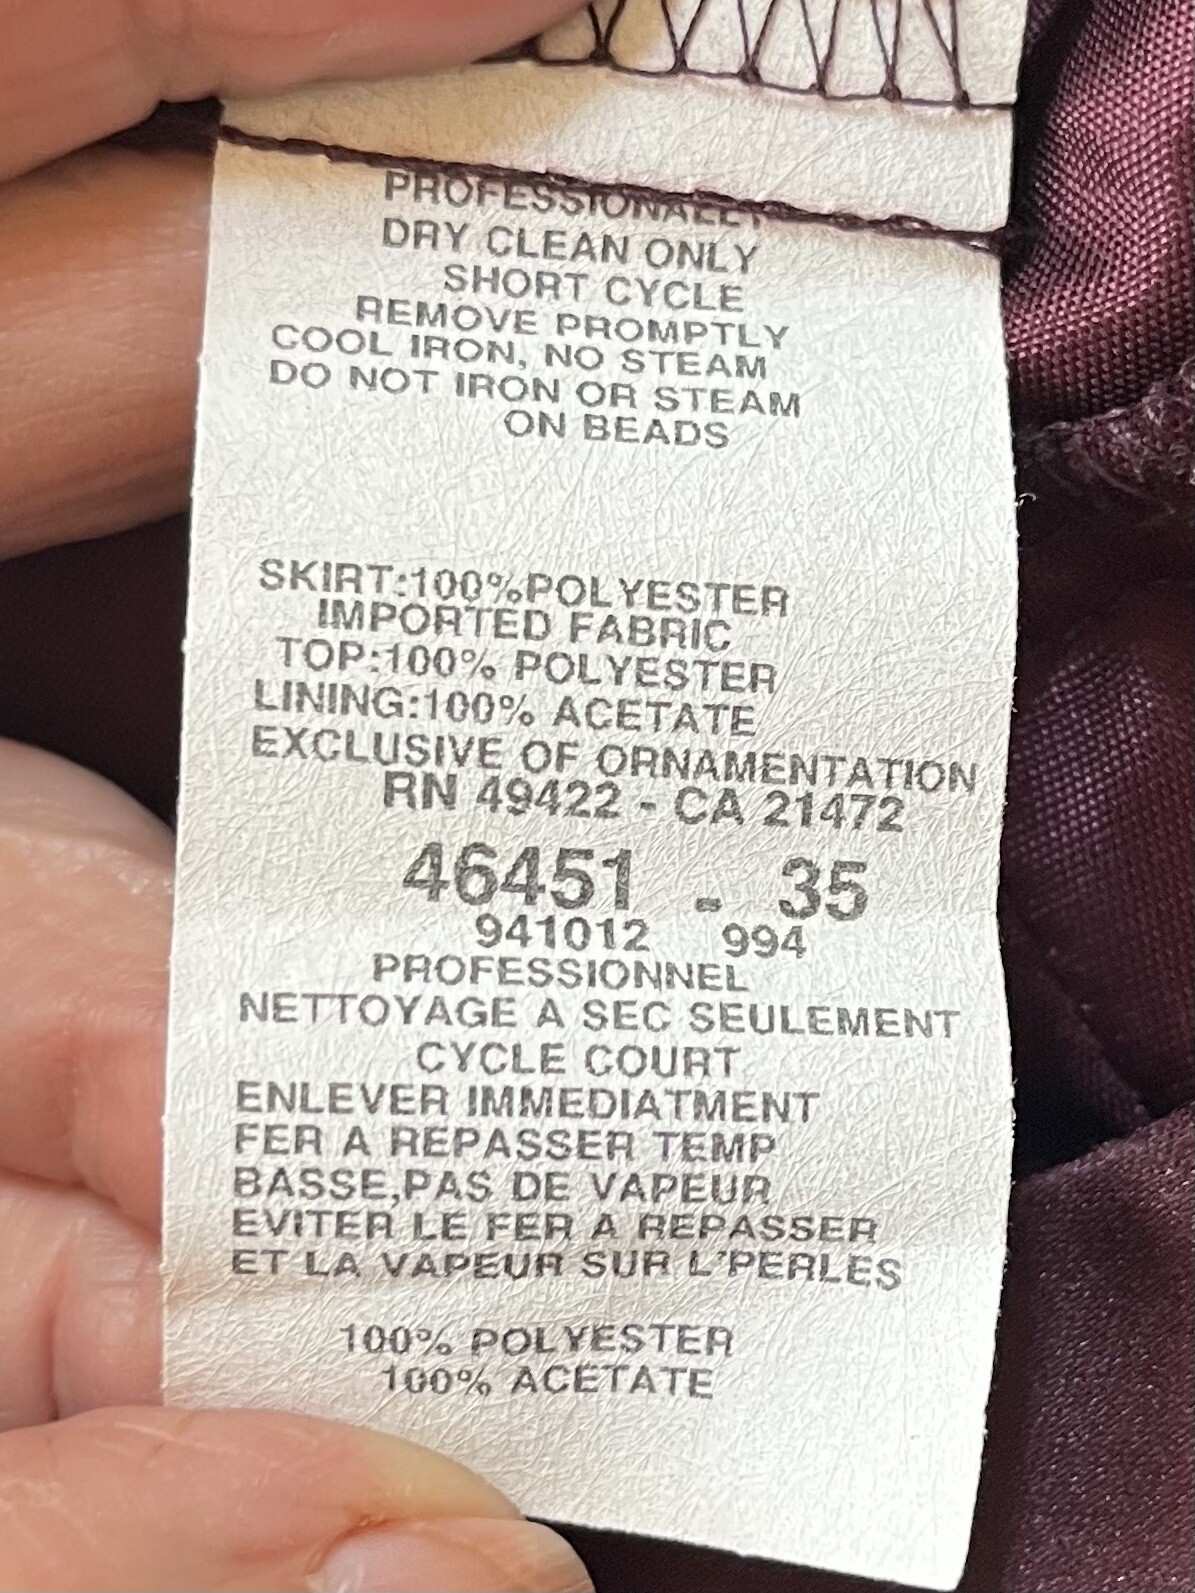 PROFESSIONALLY
DRY CLEAN ONLY
SHORT CYCLE
REMOVE PROMPTLY
COOL IRON, NO STEAM
DO NOT IRON OR STEAM
ON BEADS
SKIRT:100%POLYESTER
IMPORTED FABRIC
TOP:100% POLYESTER
LINING:100% ACETATE
EXCLUSIVE OF ORNAMENTATION
RN 49422 - CA 21472
46451 - 35
941012 994
PROFESSIONNEL
NETTOYAGE A SEC SEULEMENT
CYCLE COURT
ENLEVER IMMEDIATMENT
FER A REPASSER TEMP
BASSE,PAS DE VAPEUR
EVITER LE FER A REPASSER
ET LA VAPEUR SUR L'PERLES
100% POLYESTER
100% ACETATE